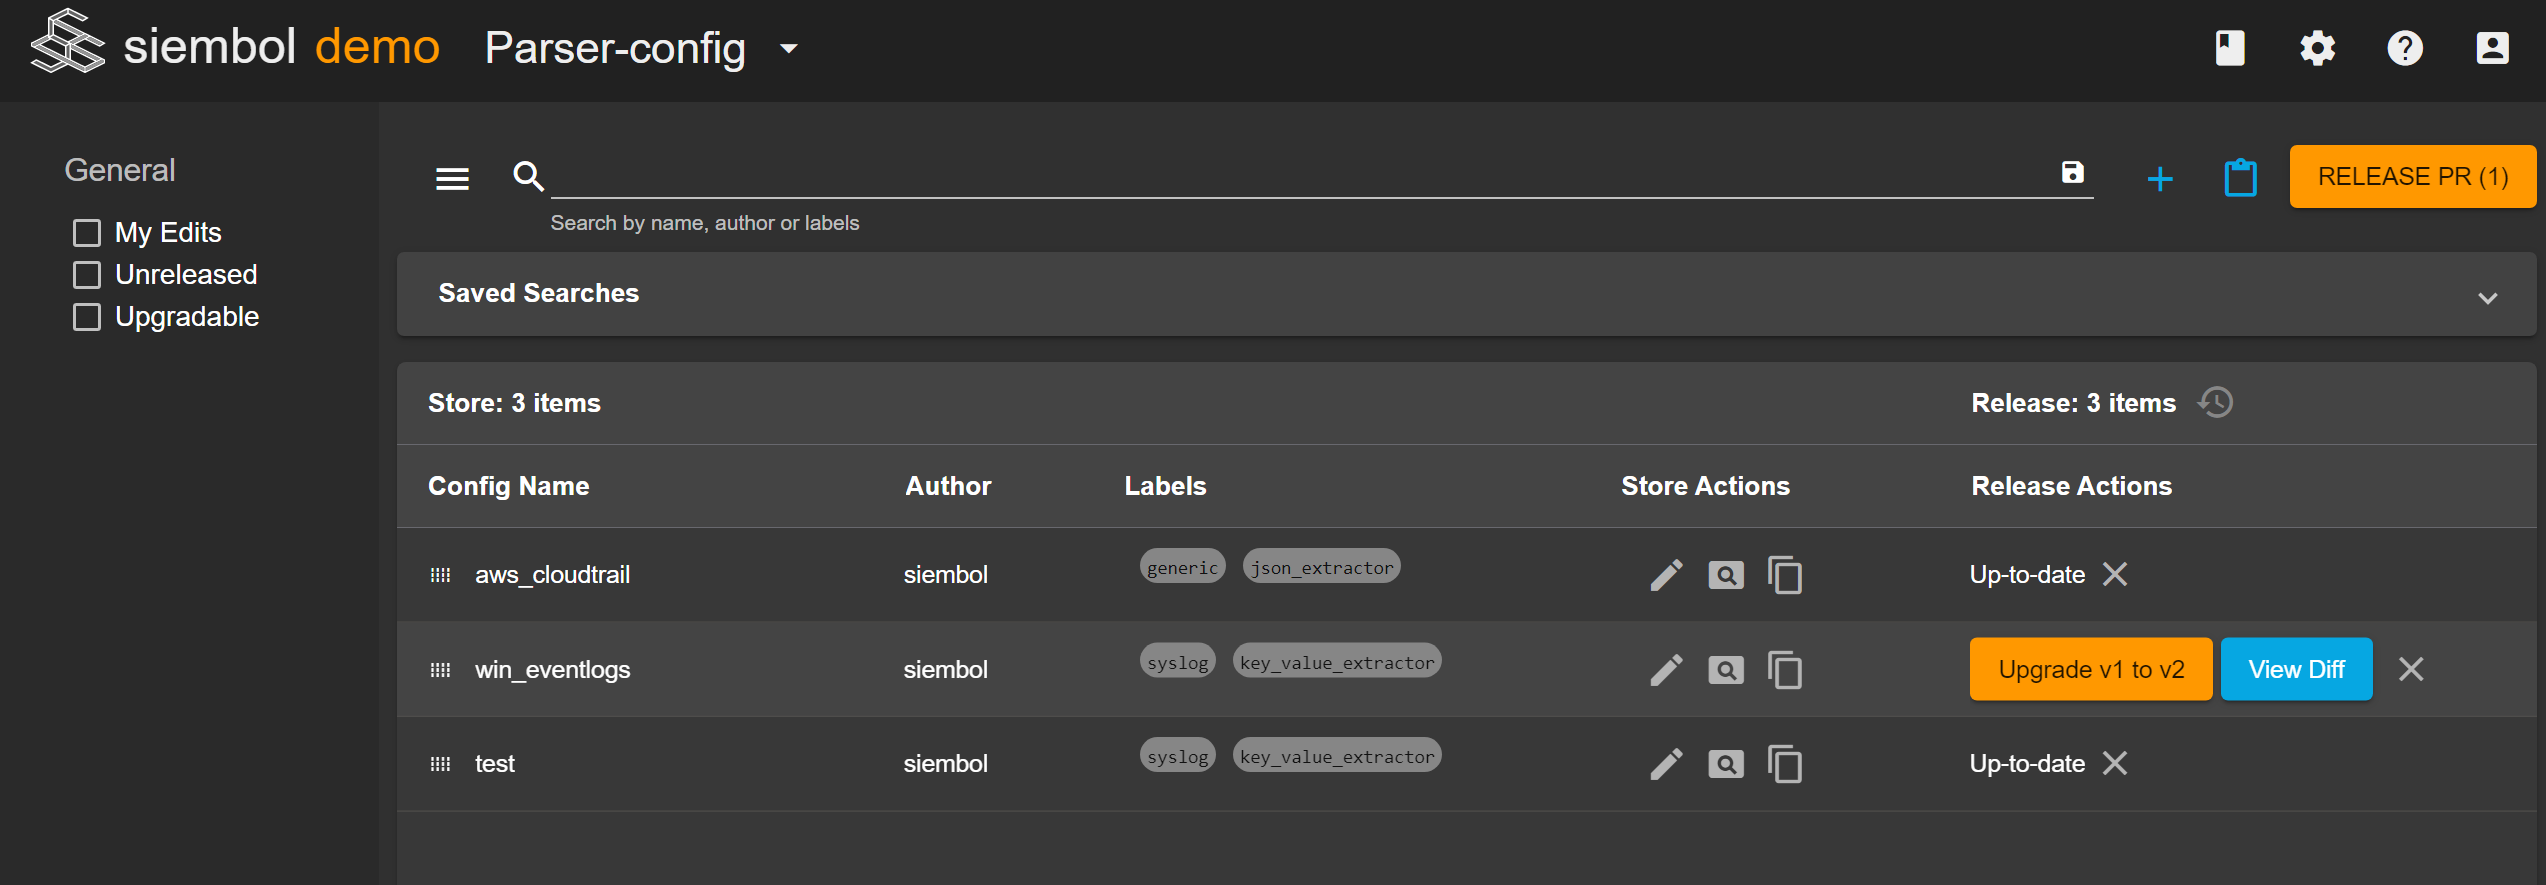 siembol demo Parser-config
General
My Edits
Unreleased
Upgradable
Search by name, author or labels
RELEASE PR (1)
Saved Searches
Store: 3 items Release: 3 items
Config Name Author Labels Store Actions Release Actions
aws_cloudtrail siembol generic json_extractor Up-to-date
win_eventlogs siembol syslog key_value_extractor Upgrade v1 to v2 View Diff
test siembol syslog key_value_extractor Up-to-date